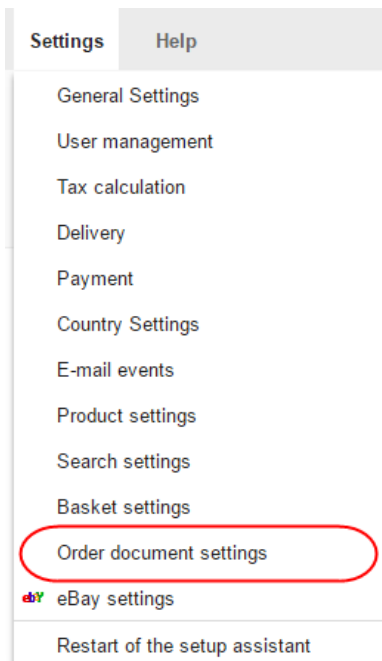 Settings Help
General Settings
User management
Tax calculation
Delivery
Payment
Country Settings
E-mail events
Product settings
Search settings
Basket settings
Order document settings
ebY eBay settings
Restart of the setup assistant